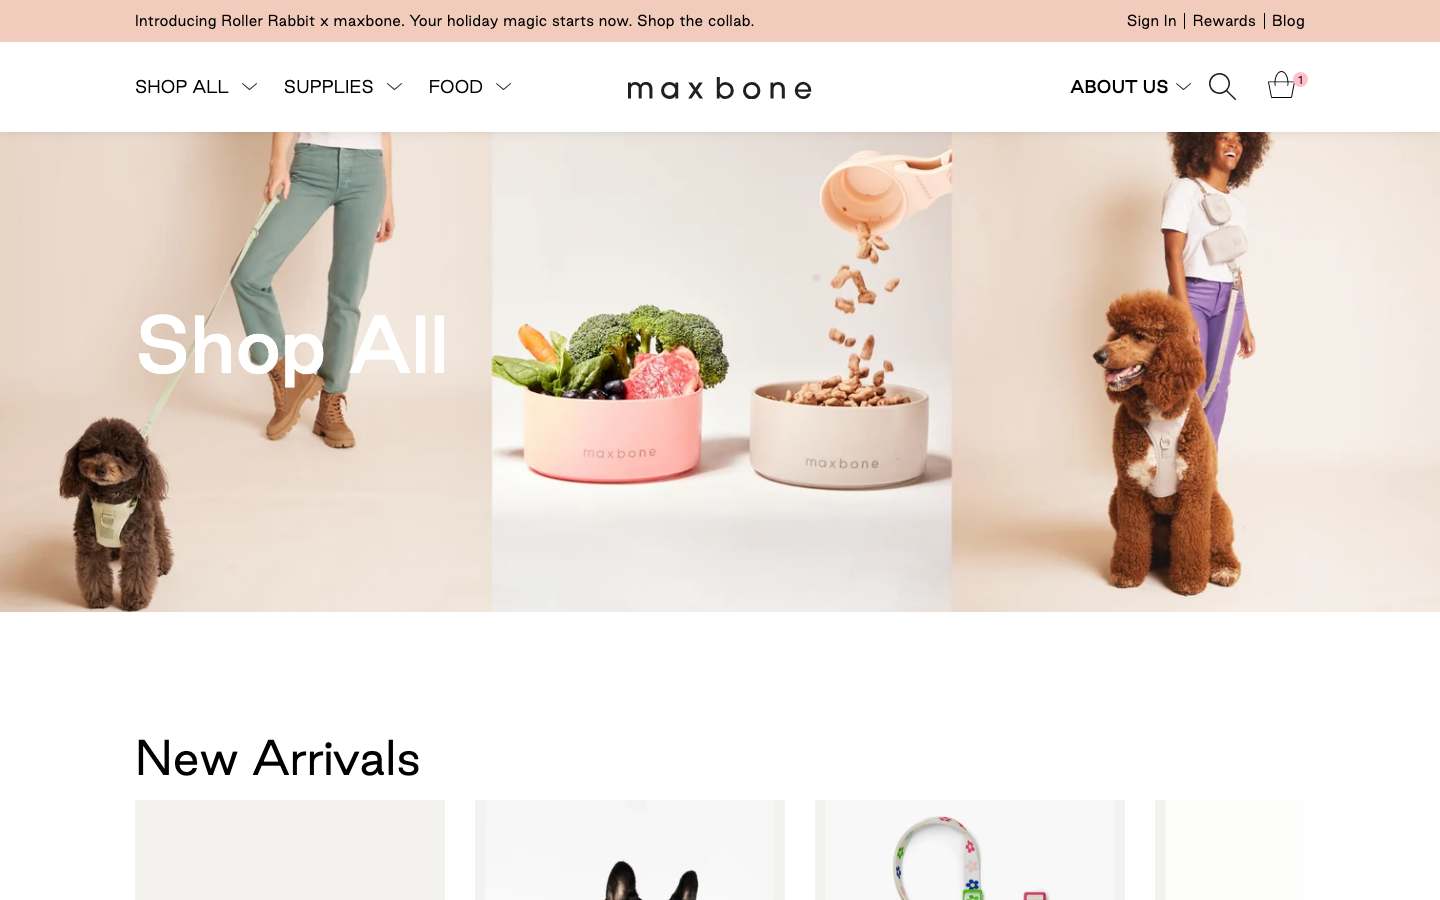 Introducing Roller Rabbit x maxbone. Your holiday magic starts now. Shop the collab.
Sign In | Rewards | Blog
SHOP ALL SUPPLIES FOOD
maxbone
ABOUT US
1
Shop All
maxbone
maxbone
New Arrivals